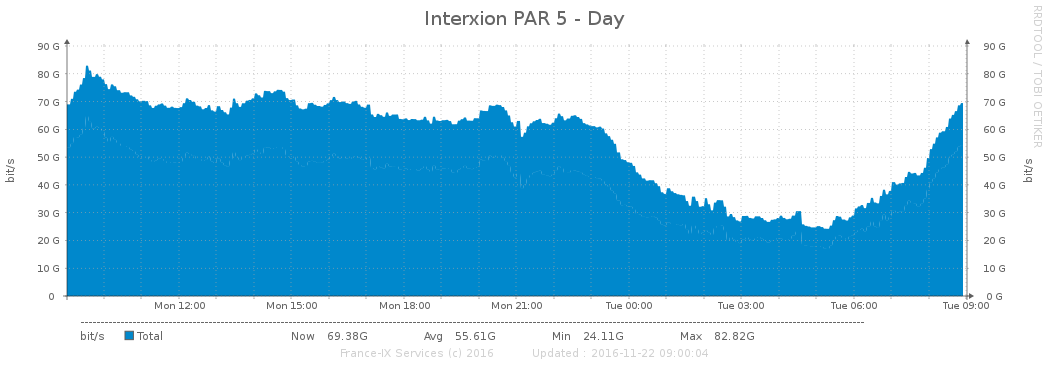 Interxion PAR 5 - Day
RRDTOOL / TOBI OETIKER
90 G 90 G
80 G 80 G
70 G 70 G
60 G 60 G
50 G 50 G
40 G 40 G
30 G 30 G
20 G 20 G
10 G 10 G
0 0 G
bit/s
bit/s
Mon 12:00 Mon 15:00 Mon 18:00 Mon 21:00 Tue 00:00 Tue 03:00 Tue 06:00 Tue 09:00
bit/s Total Now 69.38G Avg 55.61G Min 24.11G Max 82.82G
France-IX Services (c) 2016 Updated : 2016-11-22 09:00:04